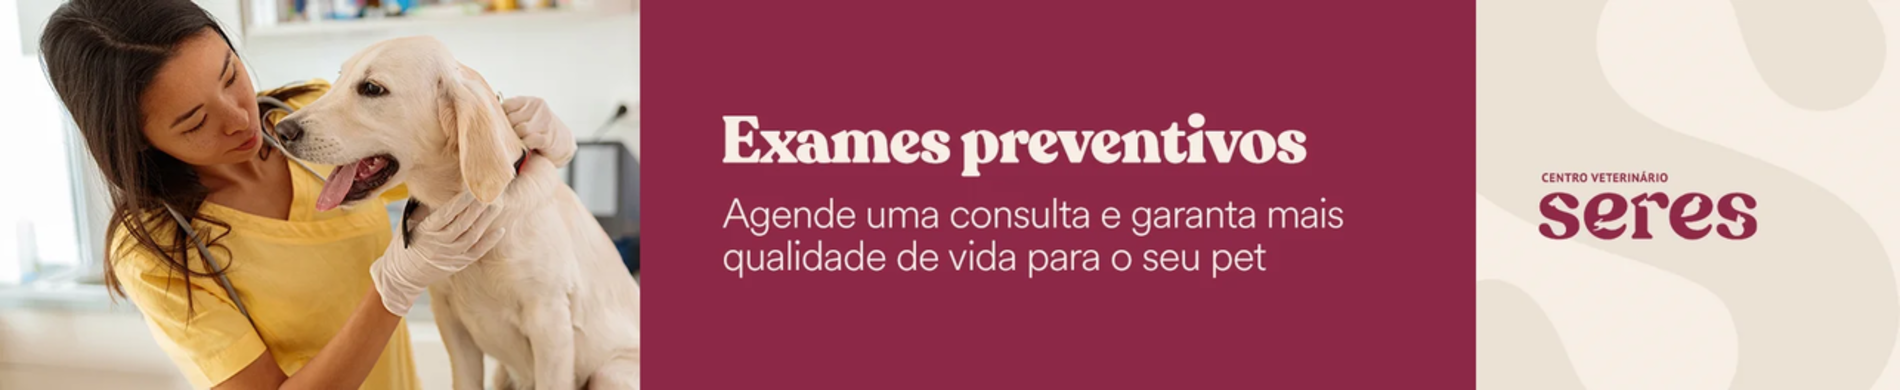 Exames preventivos
Agende uma consulta e garanta mais
qualidade de vida para o seu pet
CENTRO VETERINÁRIO
seres